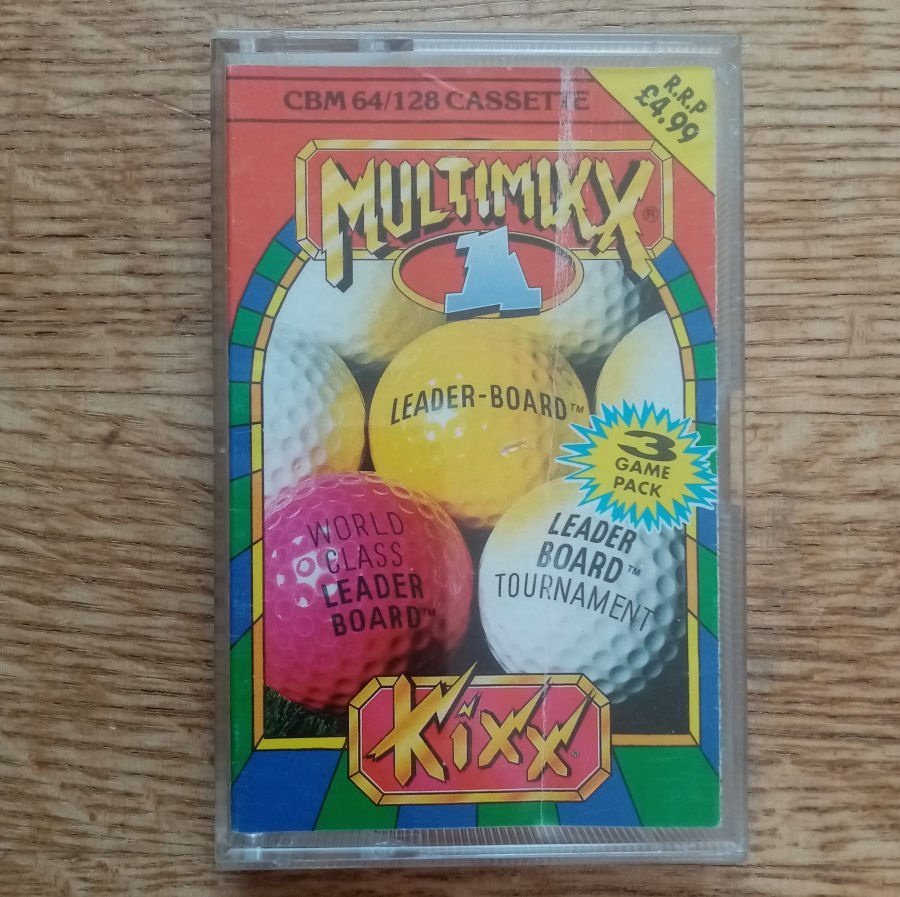 CBM 64/128 CASSETTE
R.R.P
£4.99
MULTIMIXX®
1
LEADER-BOARD™
3
GAME
PACK
WORLD
CLASS
LEADER
BOARD™
LEADER
BOARD™
TOURNAMENT
Kixx